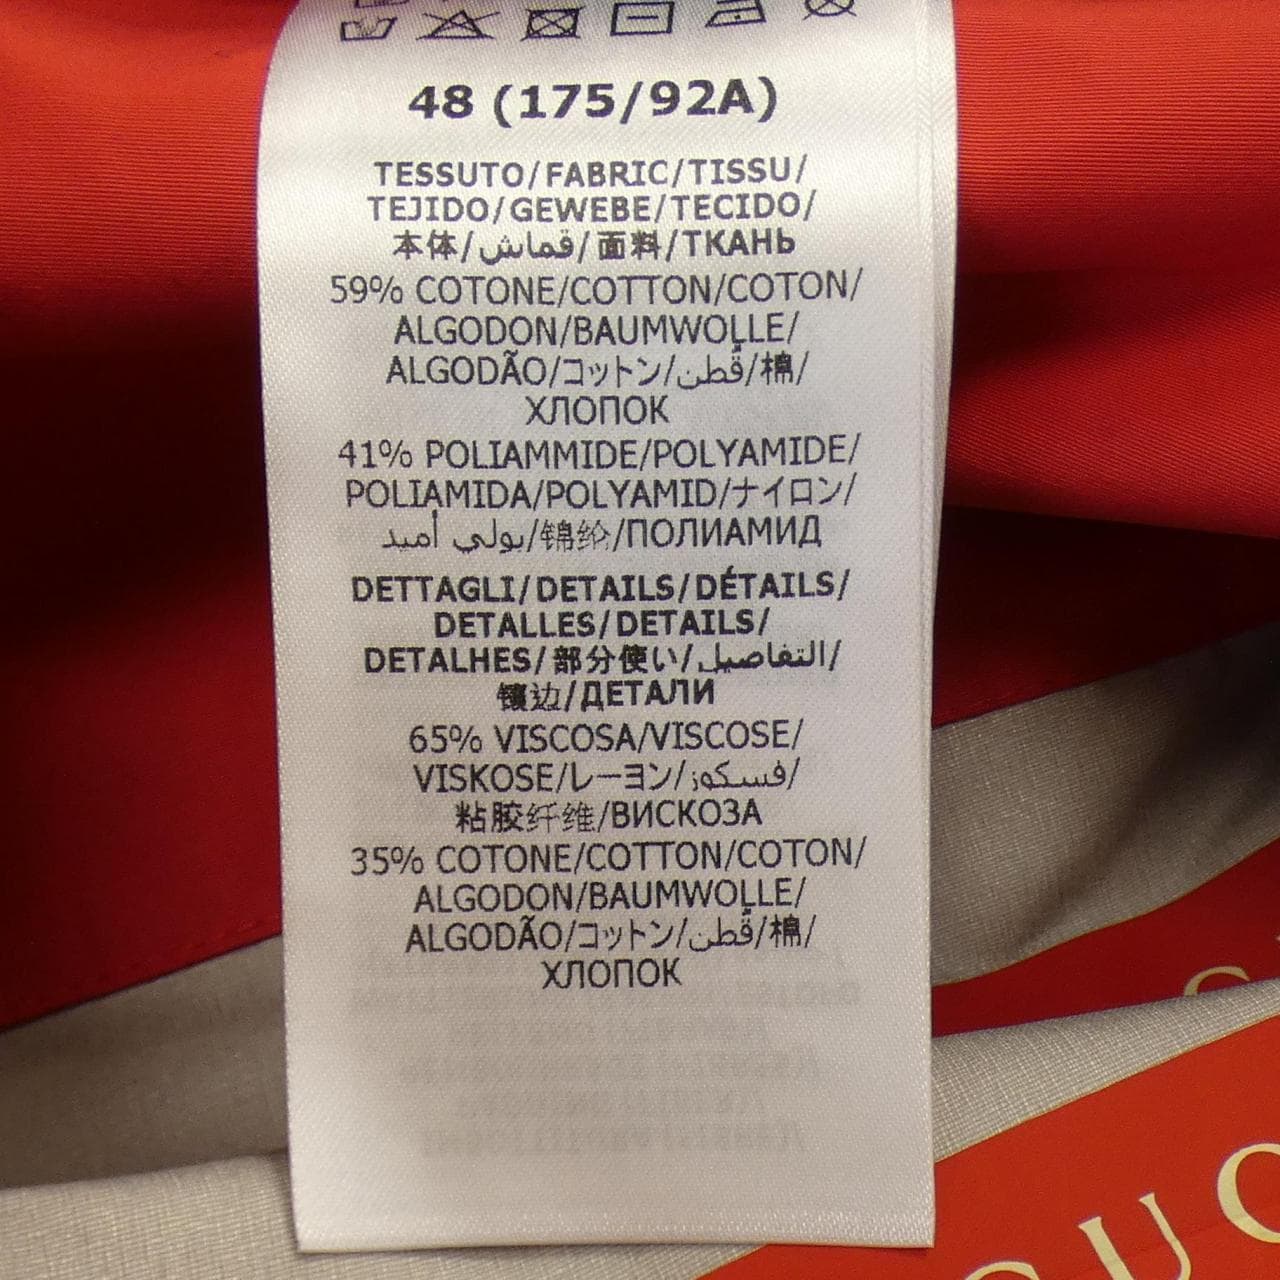 48 (175/92A)
TESSUTO/FABRIC/TISSU/
TEJIDO/GEWEBE/TECIDO/
本体/قماش/面料/ТКАНЬ
59% COTONE/COTTON/COTON/
ALGODON/BAUMWOLLE/
ALGODÃO/コットン/قُطن/棉/
ХЛОПОК
41% POLIAMMIDE/POLYAMIDE/
POLIAMIDA/POLYAMID/ナイロン/
بولي أميد/锦纶/ПОЛИАМИД
DETTAGLI/DETAILS/DÉTAILS/
DETALLES/DETAILS/
DETALHES/部分使い/التفاصيل/
镶边/ДЕТАЛИ
65% VISCOSA/VISCOSE/
VISKOSE/レーヨン/فسكوز/
粘胶纤维/ВИСКОЗА
35% COTONE/COTTON/COTON/
ALGODON/BAUMWOLLE/
ALGODÃO/コットン/قُطن/棉/
ХЛОПОК